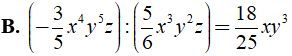 B. (-3/5 x⁴y⁵z) : (5/6 x³y²z) = 18/25 xy³